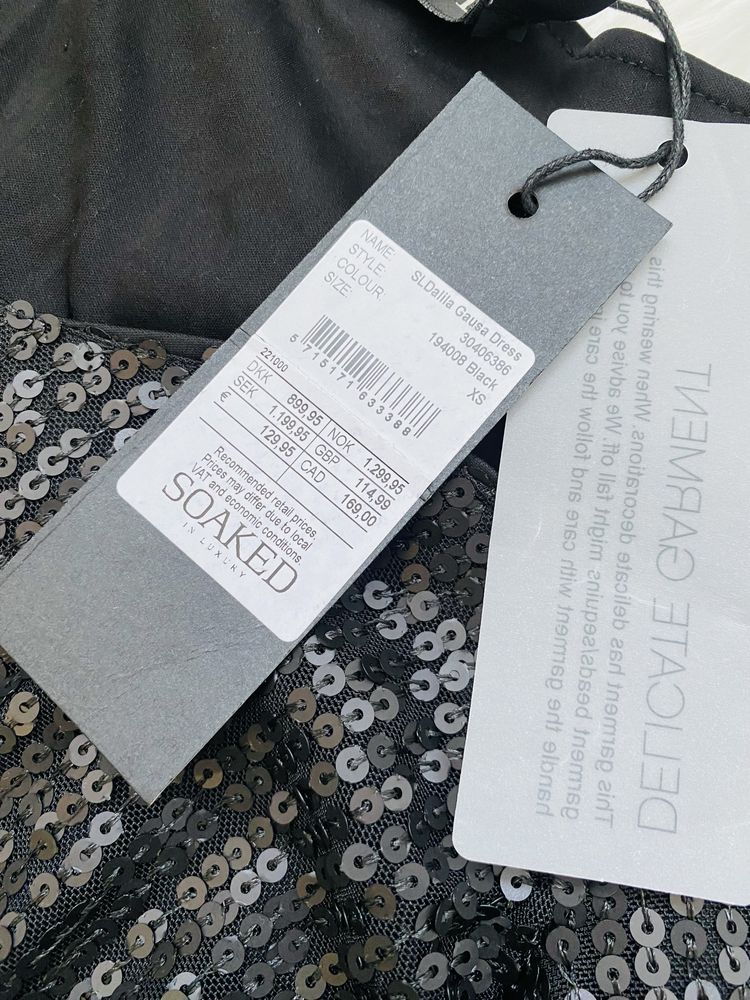 NAME: SLDalila Gausa Dress
STYLE: 30406386
COLOUR: 194008 Black
SIZE: XS
5 715171 633388
221000
DKK 899,95 NOK 1.299,95
SEK 1.199,95 GBP 114,99
€ 129,95 CAD 169,00
Recommended retail prices.
Prices may differ due to local
VAT and economic conditions
SOAKED
IN LUXURY
DELICATE GARMENT
This garment has delicate decorations. When wearing this
garment beads/sequins might fall off. We advise you to
handle the garment with care and follow the care in